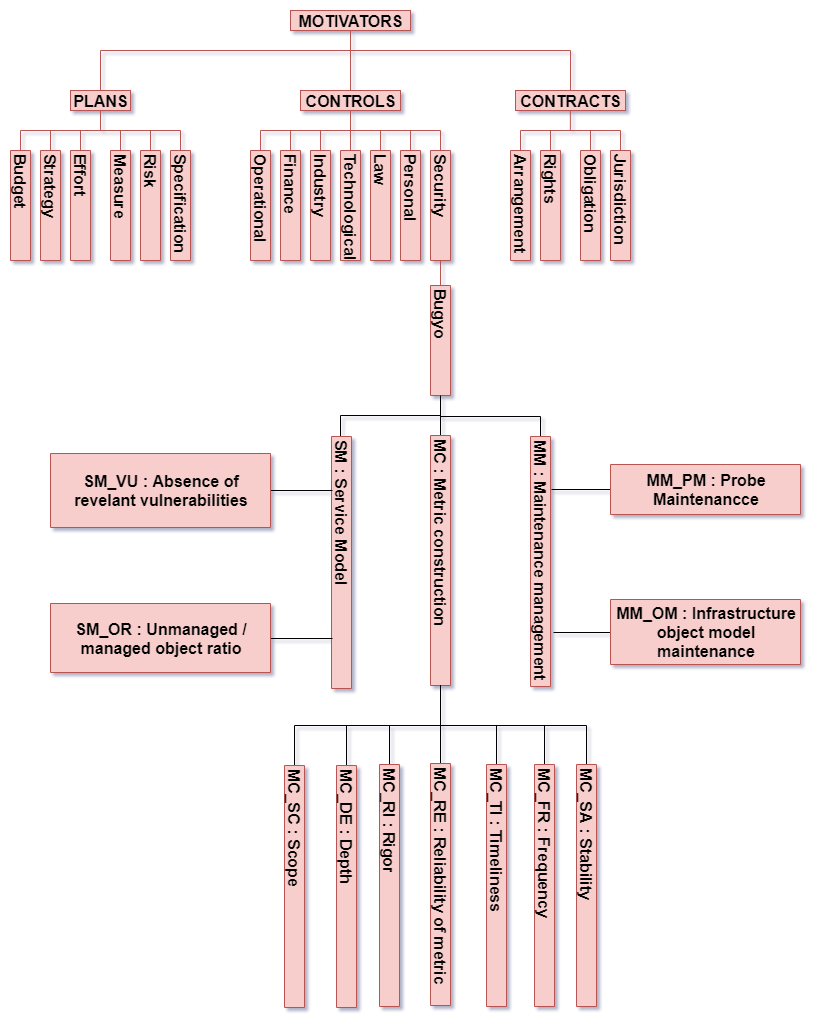 MOTIVATORS
PLANS
CONTROLS
CONTRACTS
Budget
Strategy
Effort
Measure
Risk
Specification
Operational
Finance
Industry
Technological
Law
Personal
Security
Arrangement
Rights
Obligation
Jurisdiction
Bugyo
SM : Service Model
MC : Metric construction
MM : Maintenance management
SM_VU : Absence of
revelant vulnerabilities
MM_PM : Probe
Maintenancce
SM_OR : Unmanaged /
managed object ratio
MM_OM : Infrastructure
object model
maintenance
MC_SC : Scope
MC_DE : Depth
MC_RI : Rigor
MC_RE : Reliability of metric
MC_TI : Timeliness
MC_FR : Frequency
MC_SA : Stability